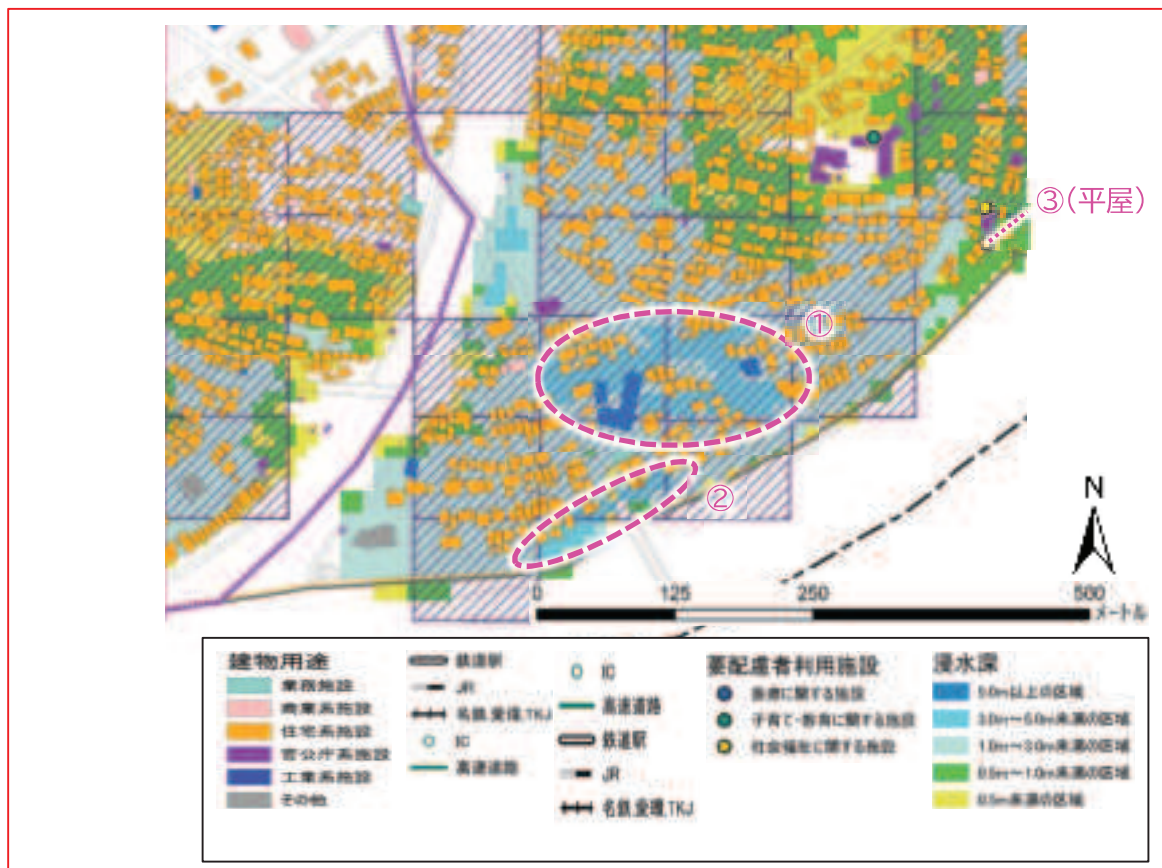 ③(平屋)
①
②
N
0 125 250 500
メートル
建物用途
業務施設
商業系施設
住宅系施設
官公庁系施設
工業系施設
その他
鉄道駅
JR
名鉄,愛環,TKJ
IC
高速道路
IC
高速道路
鉄道駅
JR
名鉄,愛環,TKJ
要配慮者利用施設
医療に関する施設
子育て・教育に関する施設
社会福祉に関する施設
浸水深
5.0m以上の区域
3.0m～5.0m未満の区域
1.0m～3.0m未満の区域
0.5m～1.0m未満の区域
0.5m未満の区域